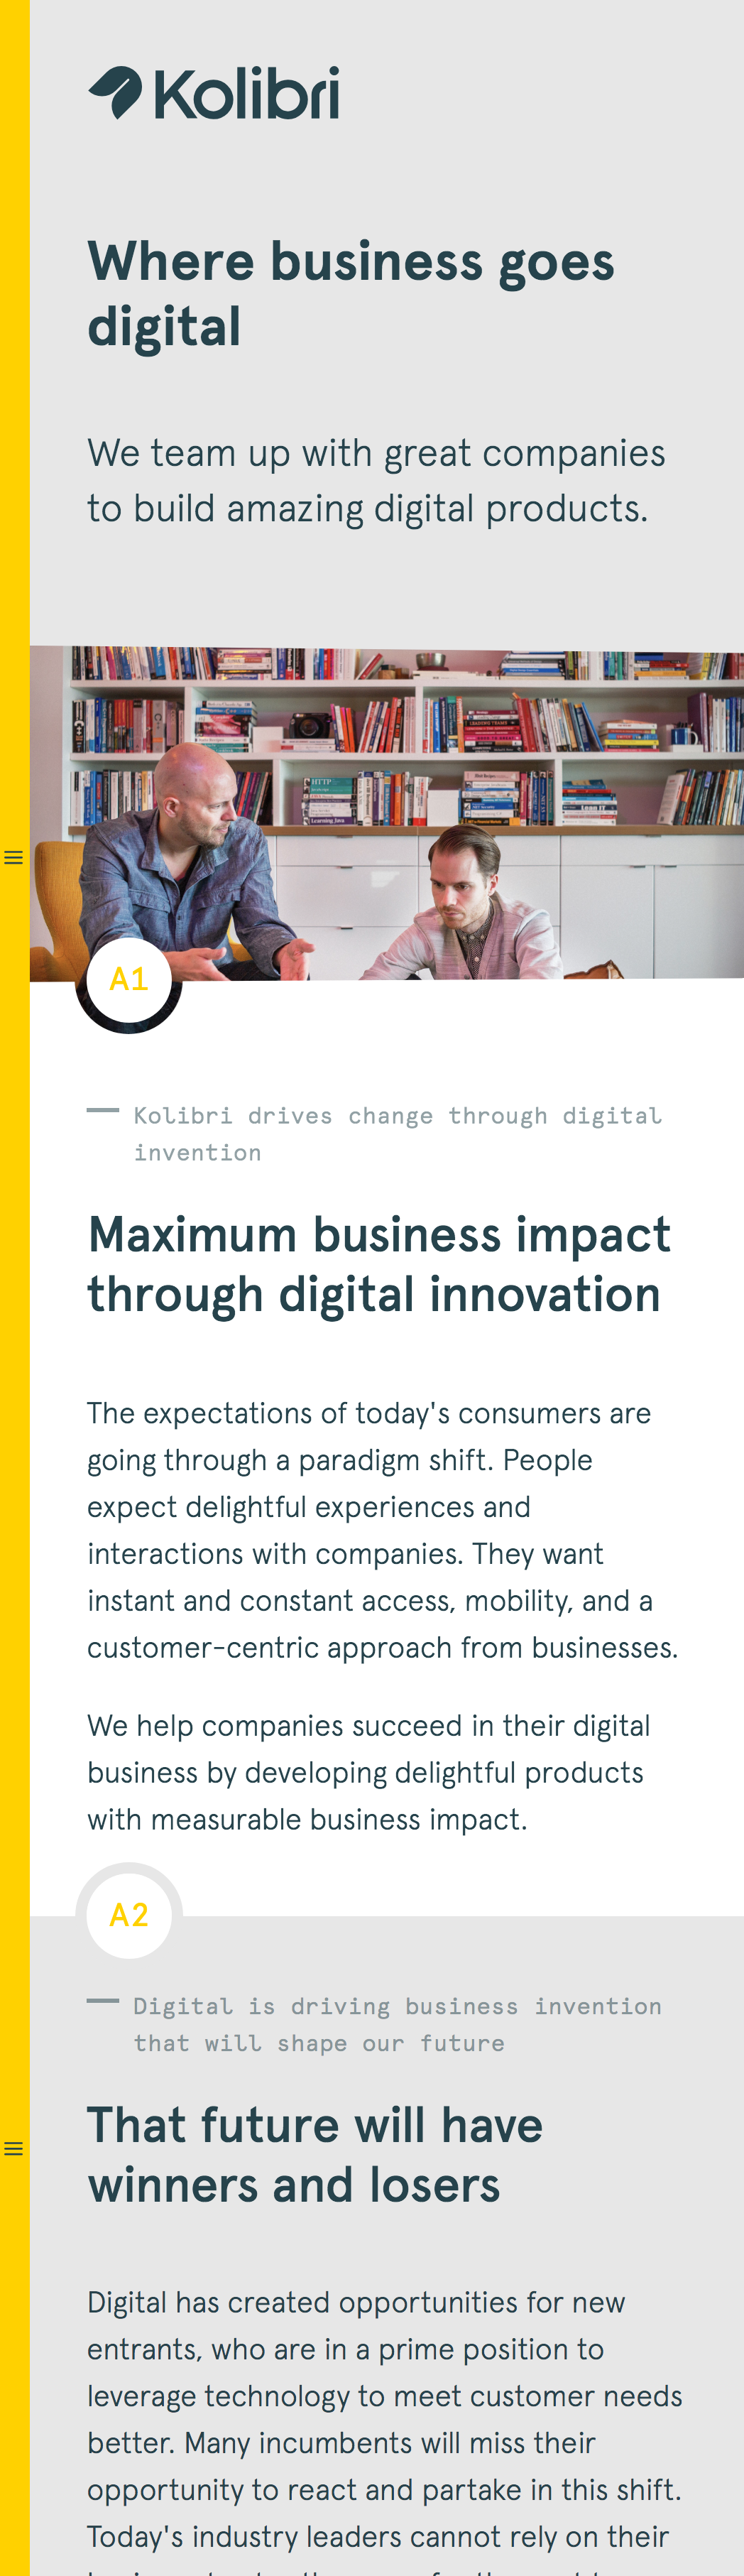 Kolibri
Where business goes
digital
We team up with great companies
to build amazing digital products.
HTTP
Learning Java
A1
Kolibri drives change through digital
invention
Maximum business impact
through digital innovation
The expectations of today's consumers are
going through a paradigm shift. People
expect delightful experiences and
interactions with companies. They want
instant and constant access, mobility, and a
customer-centric approach from businesses.
We help companies succeed in their digital
business by developing delightful products
with measurable business impact.
A2
Digital is driving business invention
that will shape our future
That future will have
winners and losers
Digital has created opportunities for new
entrants, who are in a prime position to
leverage technology to meet customer needs
better. Many incumbents will miss their
opportunity to react and partake in this shift.
Today's industry leaders cannot rely on their